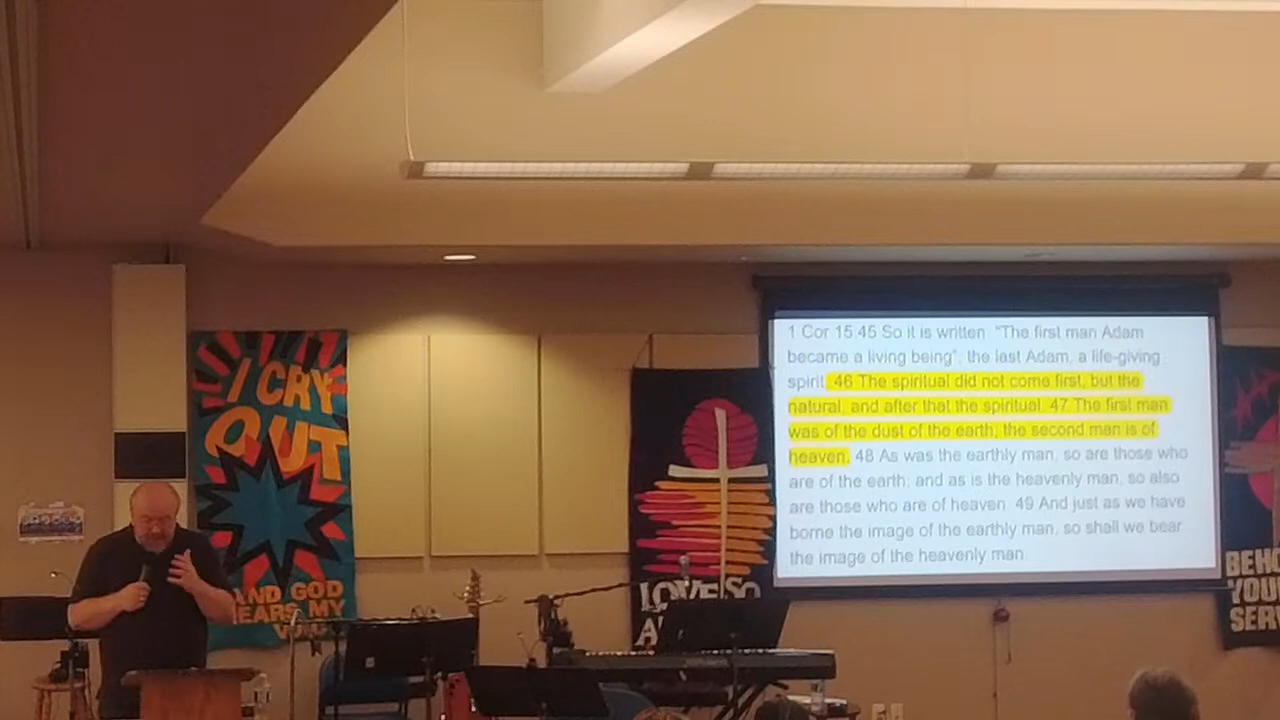 I CRY
OUT
AND GOD
HEARS MY
LOVE SO
1 Cor 15:45 So it is written: "The first man Adam
became a living being"; the last Adam, a life-giving
spirit. 46 The spiritual did not come first, but the
natural, and after that the spiritual. 47 The first man
was of the dust of the earth; the second man is of
heaven. 48 As was the earthly man, so are those who
are of the earth; and as is the heavenly man, so also
are those who are of heaven. 49 And just as we have
borne the image of the earthly man, so shall we bear
the image of the heavenly man.
BEHO
YOU
SER